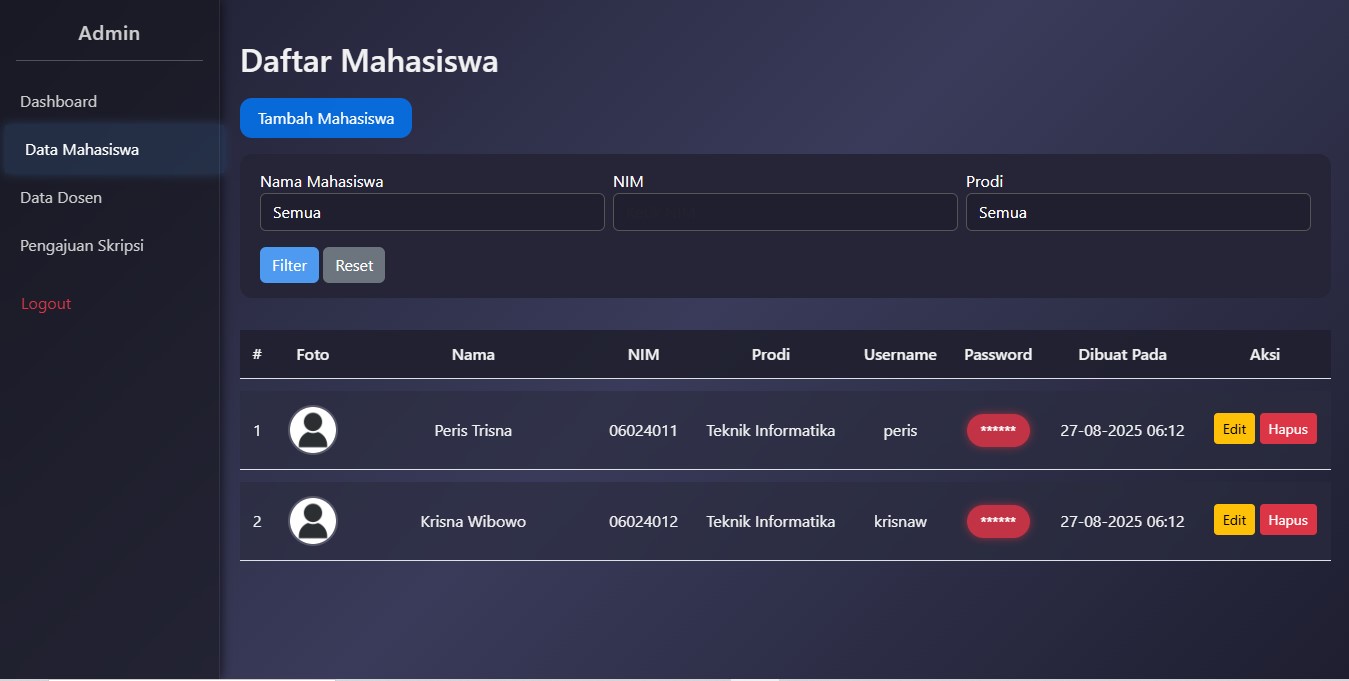 Admin
Dashboard
Data Mahasiswa
Data Dosen
Pengajuan Skripsi
Logout
Daftar Mahasiswa
Tambah Mahasiswa
Nama Mahasiswa NIM Prodi
Semua Semua
Filter Reset
# Foto Nama NIM Prodi Username Password Dibuat Pada Aksi
1 Peris Trisna 06024011 Teknik Informatika peris ****** 27-08-2025 06:12 Edit Hapus
2 Krisna Wibowo 06024012 Teknik Informatika krisnaw ****** 27-08-2025 06:12 Edit Hapus